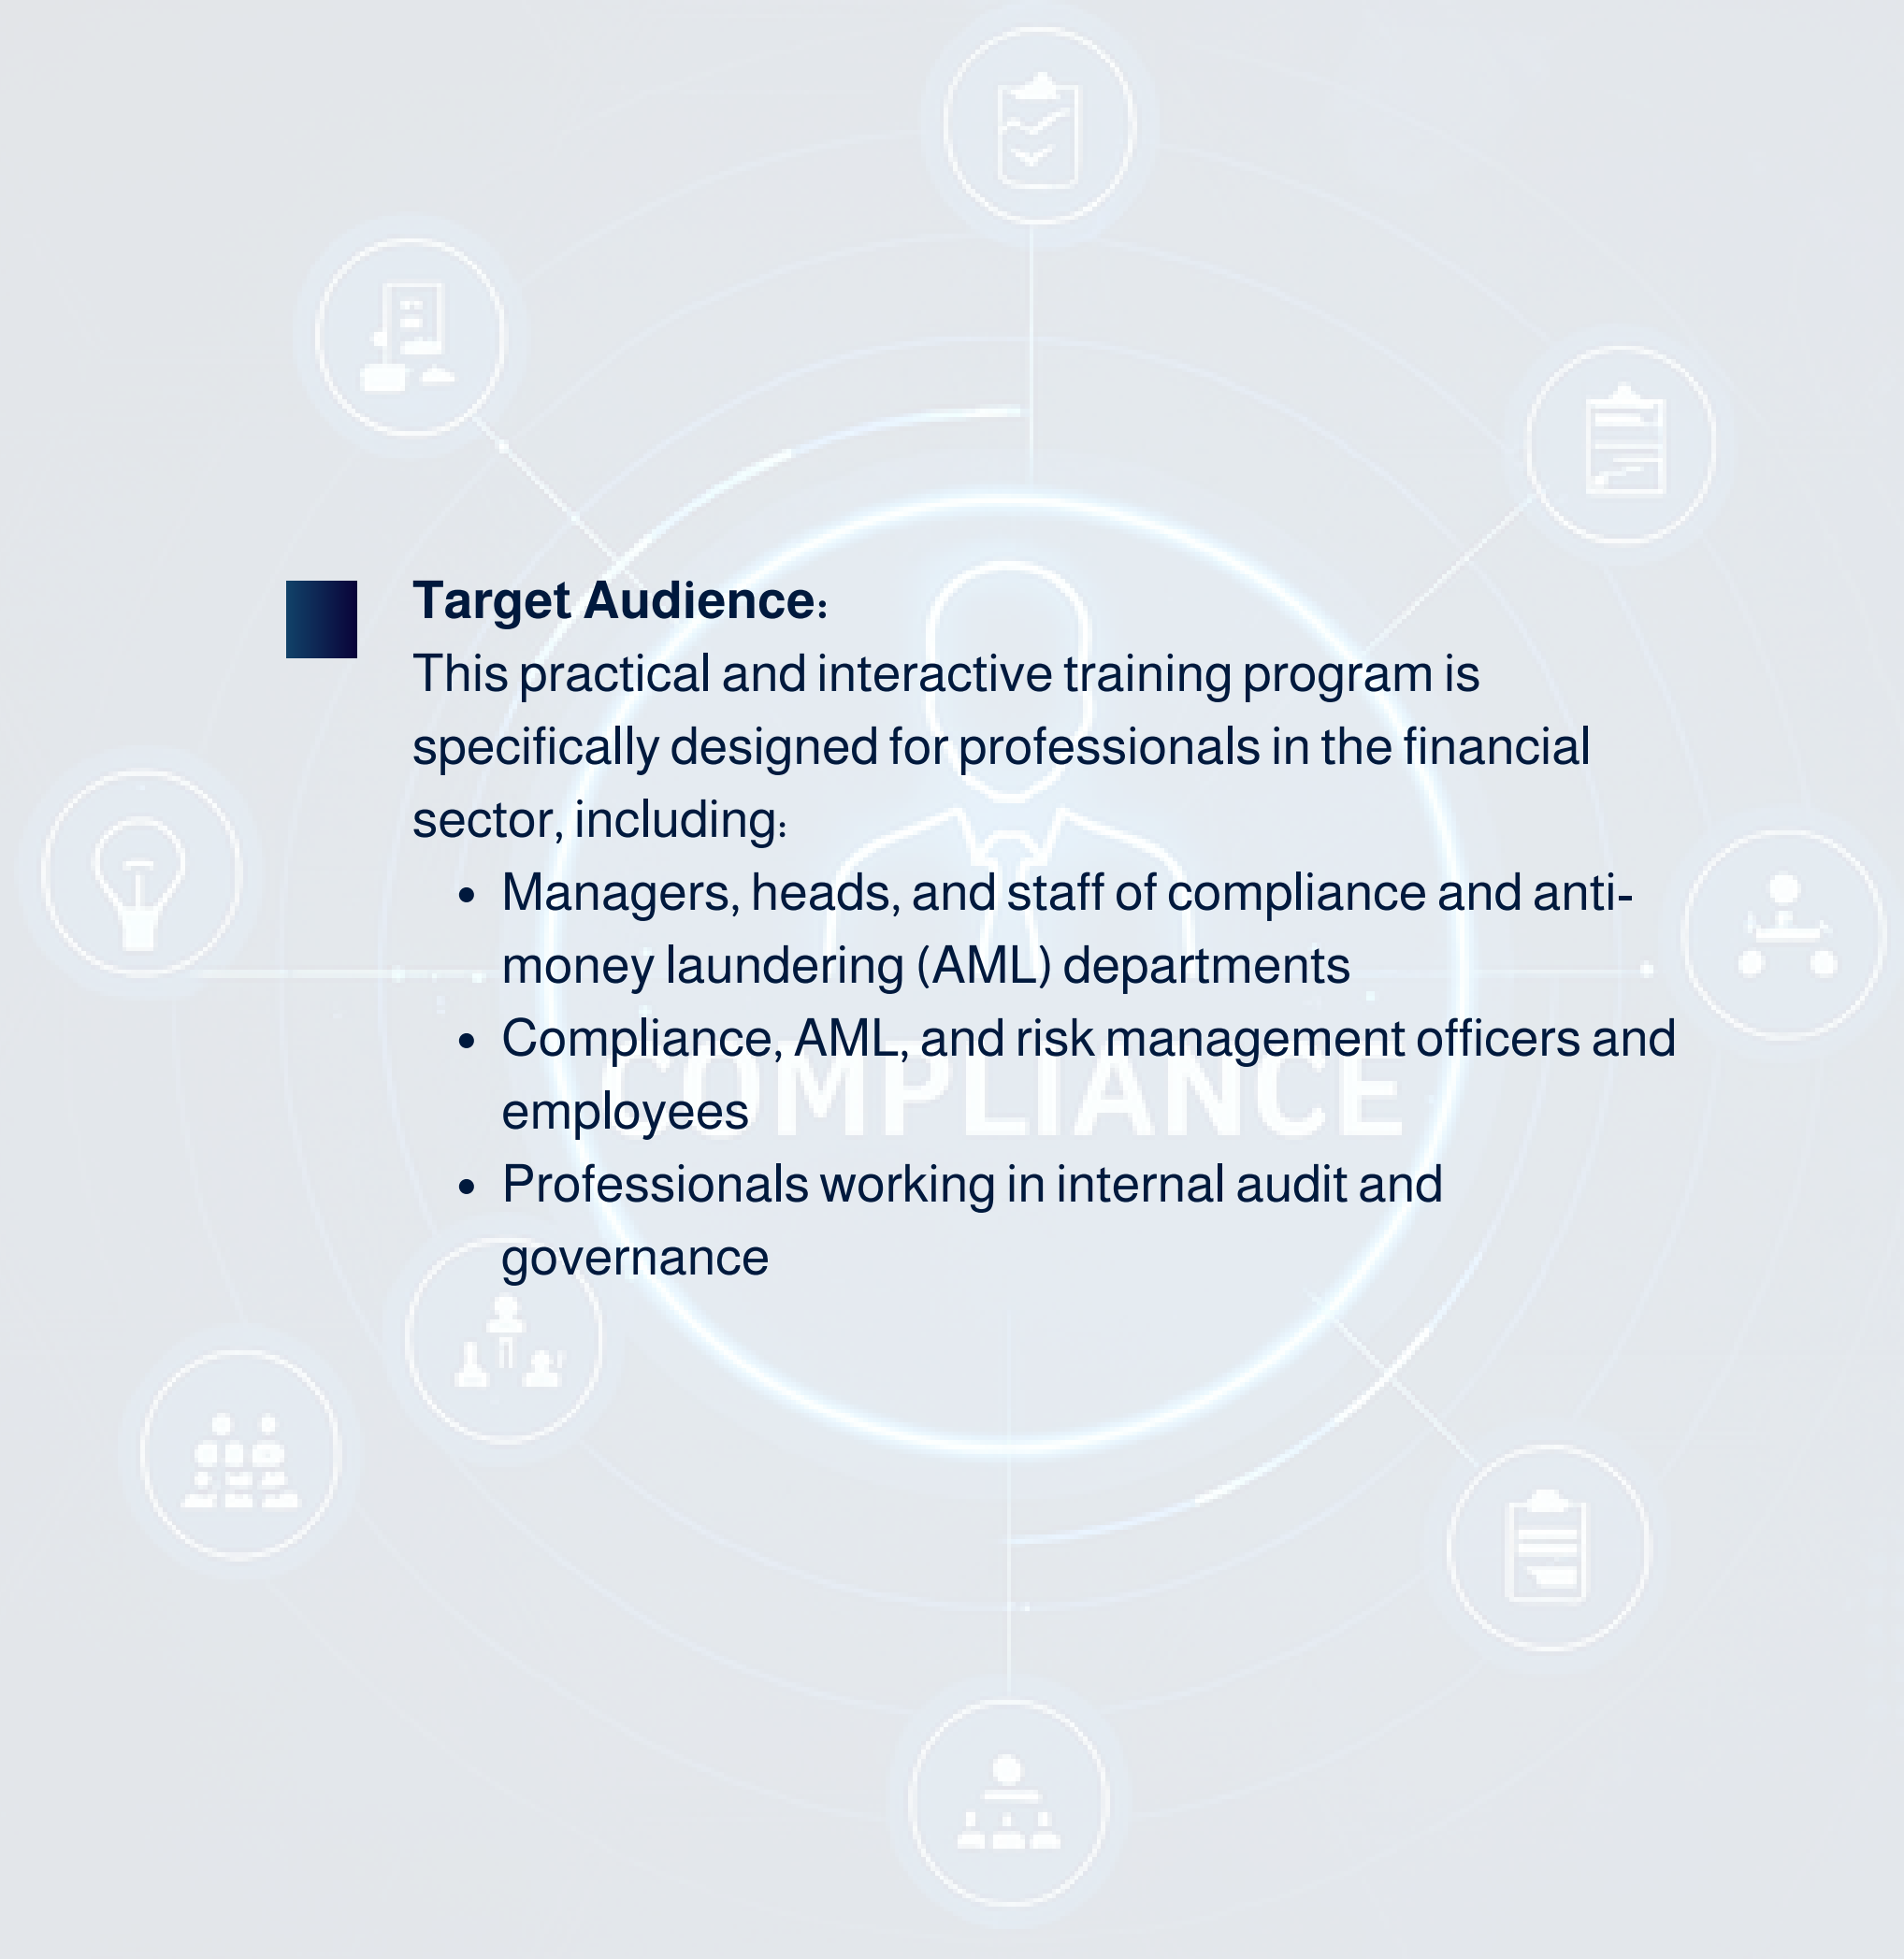 Target Audience:
This practical and interactive training program is
specifically designed for professionals in the financial
sector, including:
• Managers, heads, and staff of compliance and anti-
money laundering (AML) departments
• Compliance, AML, and risk management officers and
employees
• Professionals working in internal audit and
governance
COMPLIANCE